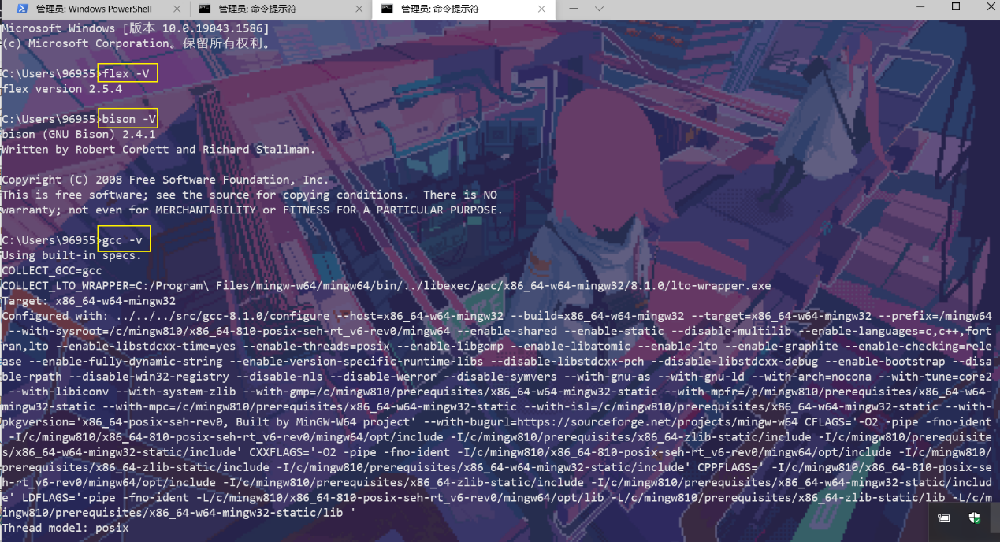 管理员: Windows PowerShell
管理员: 命令提示符
管理员: 命令提示符
Microsoft Windows [版本 10.0.19043.1586]
(c) Microsoft Corporation。保留所有权利。
C:\Users\96955>flex -V
flex version 2.5.4
C:\Users\96955>bison -V
bison (GNU Bison) 2.4.1
Written by Robert Corbett and Richard Stallman.
Copyright (C) 2008 Free Software Foundation, Inc.
This is free software; see the source for copying conditions.  There is NO
warranty; not even for MERCHANTABILITY or FITNESS FOR A PARTICULAR PURPOSE.
C:\Users\96955>gcc -v
Using built-in specs.
COLLECT_GCC=gcc
COLLECT_LTO_WRAPPER=C:/Program\ Files/mingw-w64/mingw64/bin/../libexec/gcc/x86_64-w64-mingw32/8.1.0/lto-wrapper.exe
Target: x86_64-w64-mingw32
Configured with: ../../../src/gcc-8.1.0/configure --host=x86_64-w64-mingw32 --build=x86_64-w64-mingw32 --target=x86_64-w64-mingw32 --prefix=/mingw64
--with-sysroot=/c/mingw810/x86_64-810-posix-seh-rt_v6-rev0/mingw64 --enable-shared --enable-static --disable-multilib --enable-languages=c,c++,fort
ran,lto --enable-libstdcxx-time=yes --enable-threads=posix --enable-libgomp --enable-libatomic --enable-lto --enable-graphite --enable-checking=rele
ase --enable-fully-dynamic-string --enable-version-specific-runtime-libs --disable-libstdcxx-pch --disable-libstdcxx-debug --enable-bootstrap --disa
ble-rpath --disable-win32-registry --disable-nls --disable-werror --disable-symvers --with-gnu-as --with-gnu-ld --with-arch=nocona --with-tune=core2
--with-libiconv --with-system-zlib --with-gmp=/c/mingw810/prerequisites/x86_64-w64-mingw32-static --with-mpfr=/c/mingw810/prerequisites/x86_64-w64-
mingw32-static --with-mpc=/c/mingw810/prerequisites/x86_64-w64-mingw32-static --with-isl=/c/mingw810/prerequisites/x86_64-w64-mingw32-static --with-
pkgversion='x86_64-posix-seh-rev0, Built by MinGW-W64 project' --with-bugurl=https://sourceforge.net/projects/mingw-w64 CFLAGS='-O2 -pipe -fno-ident
-I/c/mingw810/x86_64-810-posix-seh-rt_v6-rev0/mingw64/opt/include -I/c/mingw810/prerequisites/x86_64-zlib-static/include -I/c/mingw810/prerequisite
s/x86_64-w64-mingw32-static/include' CXXFLAGS='-O2 -pipe -fno-ident -I/c/mingw810/x86_64-810-posix-seh-rt_v6-rev0/mingw64/opt/include -I/c/mingw810/
prerequisites/x86_64-zlib-static/include -I/c/mingw810/prerequisites/x86_64-w64-mingw32-static/include' CPPFLAGS=' -I/c/mingw810/x86_64-810-posix-se
h-rt_v6-rev0/mingw64/opt/include -I/c/mingw810/prerequisites/x86_64-zlib-static/include -I/c/mingw810/prerequisites/x86_64-w64-mingw32-static/includ
e' LDFLAGS='-pipe -fno-ident -L/c/mingw810/x86_64-810-posix-seh-rt_v6-rev0/mingw64/opt/lib -L/c/mingw810/prerequisites/x86_64-zlib-static/lib -L/c/m
ingw810/prerequisites/x86_64-w64-mingw32-static/lib '
Thread model: posix